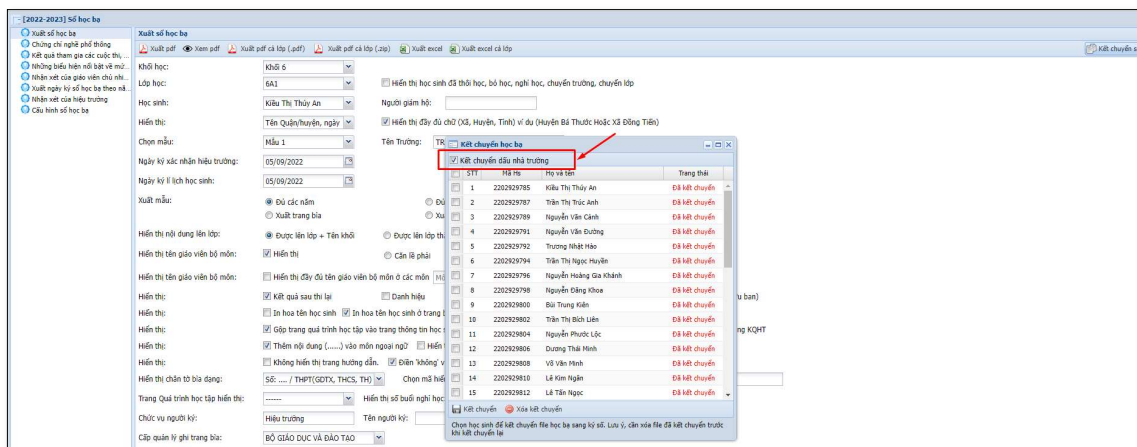 [2022-2023] Sổ học bạ
Xuất sổ học bạ
Chứng chỉ nghề phổ thông
Kết quả tham gia các cuộc thi, ...
Những biểu hiện nổi bật về mứ...
Nhận xét của giáo viên chủ nhi...
Xuất ngày ký sổ học bạ theo nă...
Nhận xét của hiệu trưởng
Cấu hình sổ học bạ
Xuất sổ học bạ
Xuất pdf Xem pdf Xuất pdf cả lớp (.pdf) Xuất pdf cả lớp (.zip) Xuất excel Xuất excel cả lớp Kết chuyển s
Khối học: Khối 6
Lớp học: 6A1 Hiển thị học sinh đã thôi học, bỏ học, nghỉ học, chuyển trường, chuyển lớp
Học sinh: Kiều Thị Thúy An Người giám hộ:
Hiển thị: Tên Quận/huyện, ngày Hiển thị đầy đủ chữ (Xã, Huyện, Tỉnh) ví dụ (Huyện Bá Thước Hoặc Xã Đồng Tiến)
Chọn mẫu: Mẫu 1 Tên Trường: TR
Ngày ký xác nhận hiệu trưởng: 05/09/2022
Ngày ký lí lịch học sinh: 05/09/2022
Xuất mẫu: Đủ các năm Đủ
Xuất trang bìa Xu
Hiển thị nội dung lên lớp: Được lên lớp + Tên khối Được lên lớp th
Hiển thị tên giáo viên bộ môn: Hiển thị Căn lề phải
Hiển thị tên giáo viên bộ môn: Hiển thị đầy đủ tên giáo viên bộ môn ở các môn
Hiển thị: Kết quả sau thi lại Danh hiệu u ban)
Hiển thị: In hoa tên học sinh In hoa tên học sinh ở trang b
Hiển thị: Gộp trang quá trình học tập vào trang thông tin học s ng KQHT
Hiển thị: Thêm nội dung (......) vào môn ngoại ngữ Hiển t
Hiển thị: Không hiển thị trang hướng dẫn. Điền 'không' v
Hiển thị chân tờ bìa dạng: Số: .... / THPT(GDTX, THCS, TH) Chọn mã hiể
Trang Quá trình học tập hiển thị: ------ Hiển thị số buổi nghỉ học
Chức vụ người ký: Hiệu trưởng Tên người ký:
Cấp quản lý ghi trang bìa: BỘ GIÁO DỤC VÀ ĐÀO TẠO
Kết chuyển học bạ
Kết chuyển dấu nhà trường
STT Mã Hs Họ và tên Trạng thái
1 2202929785 Kiều Thị Thúy An Đã kết chuyển
2 2202929787 Trần Thị Trúc Anh Đã kết chuyển
3 2202929789 Nguyễn Văn Cảnh Đã kết chuyển
4 2202929791 Nguyễn Văn Đường Đã kết chuyển
5 2202929792 Trương Nhật Hào Đã kết chuyển
6 2202929794 Trần Thị Ngọc Huyền Đã kết chuyển
7 2202929796 Nguyễn Hoàng Gia Khánh Đã kết chuyển
8 2202929798 Nguyễn Đăng Khoa Đã kết chuyển
9 2202929800 Bùi Trung Kiên Đã kết chuyển
10 2202929802 Trần Thị Bích Liên Đã kết chuyển
11 2202929804 Nguyễn Phước Lộc Đã kết chuyển
12 2202929806 Dương Thái Minh Đã kết chuyển
13 2202929808 Võ Văn Minh Đã kết chuyển
14 2202929810 Lê Kim Ngân Đã kết chuyển
15 2202929812 Lê Tấn Ngọc Đã kết chuyển
Kết chuyển Xóa kết chuyển
Chọn học sinh để kết chuyển file học bạ sang ký số. Lưu ý, cần xóa file đã kết chuyển trước
khi kết chuyển lại